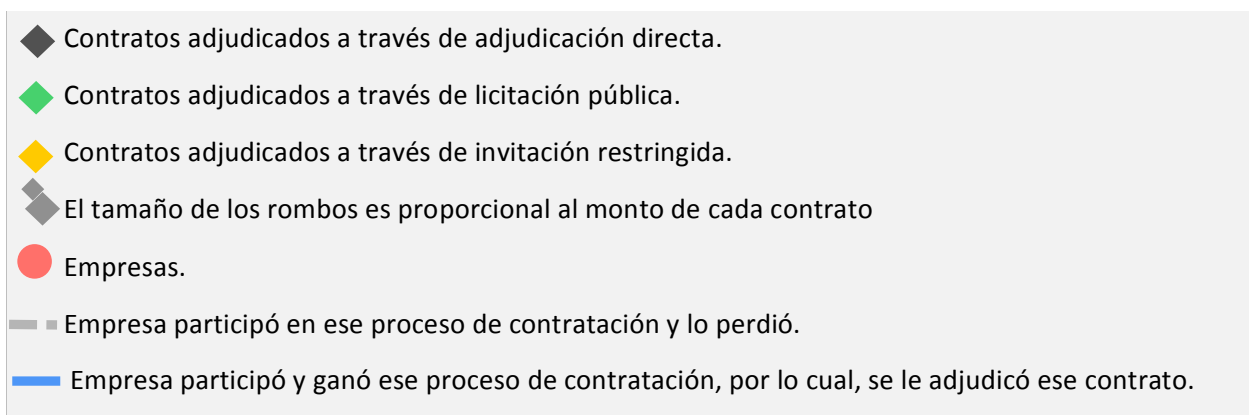 Contratos adjudicados a través de adjudicación directa.
Contratos adjudicados a través de licitación pública.
Contratos adjudicados a través de invitación restringida.
El tamaño de los rombos es proporcional al monto de cada contrato
Empresas.
Empresa participó en ese proceso de contratación y lo perdió.
Empresa participó y ganó ese proceso de contratación, por lo cual, se le adjudicó ese contrato.